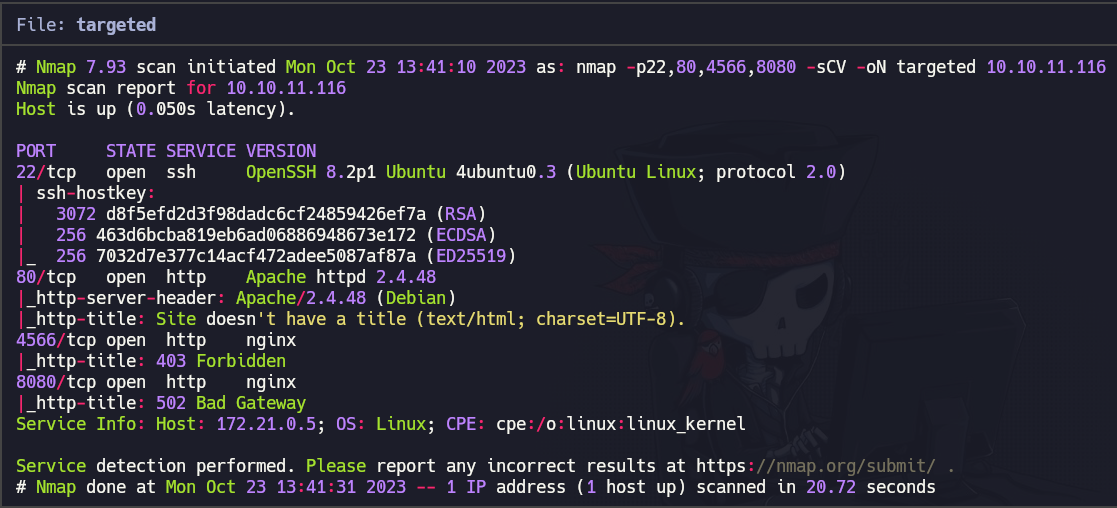 File: targeted
# Nmap 7.93 scan initiated Mon Oct 23 13:41:10 2023 as: nmap -p22,80,4566,8080 -sCV -oN targeted 10.10.11.116
Nmap scan report for 10.10.11.116
Host is up (0.050s latency).
PORT     STATE SERVICE VERSION
22/tcp   open  ssh     OpenSSH 8.2p1 Ubuntu 4ubuntu0.3 (Ubuntu Linux; protocol 2.0)
| ssh-hostkey:
|   3072 d8f5efd2d3f98dadc6cf24859426ef7a (RSA)
|   256 463d6bcba819eb6ad06886948673e172 (ECDSA)
|_  256 7032d7e377c14acf472adee5087af87a (ED25519)
80/tcp   open  http    Apache httpd 2.4.48
|_http-server-header: Apache/2.4.48 (Debian)
|_http-title: Site doesn't have a title (text/html; charset=UTF-8).
4566/tcp open  http    nginx
|_http-title: 403 Forbidden
8080/tcp open  http    nginx
|_http-title: 502 Bad Gateway
Service Info: Host: 172.21.0.5; OS: Linux; CPE: cpe:/o:linux:linux_kernel
Service detection performed. Please report any incorrect results at https://nmap.org/submit/ .
# Nmap done at Mon Oct 23 13:41:31 2023 -- 1 IP address (1 host up) scanned in 20.72 seconds